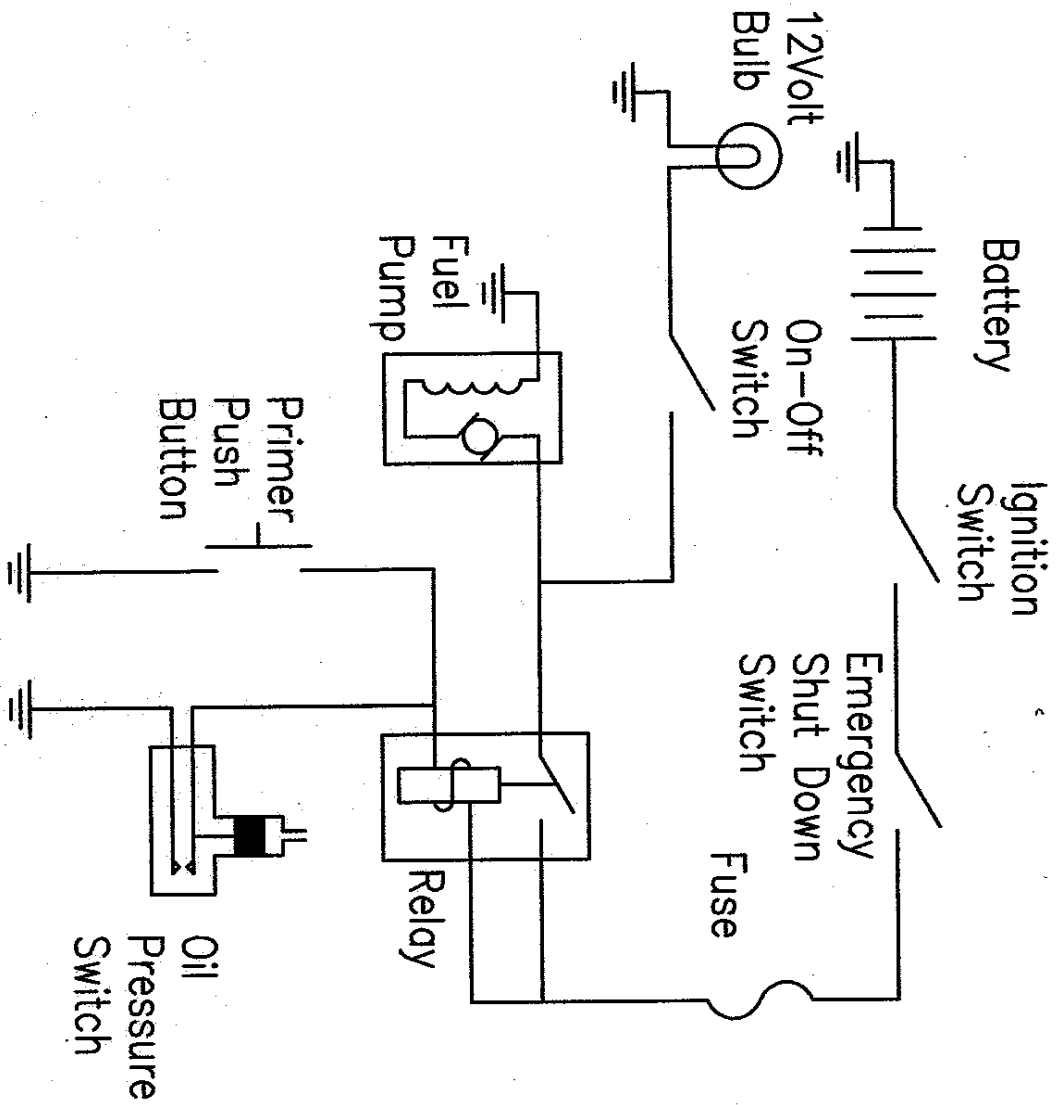 Battery
Ignition
Switch
12Volt
Bulb
On-Off
Switch
Emergency
Shut Down
Switch
Fuse
Fuel
Pump
Relay
Primer
Push
Button
Oil
Pressure
Switch